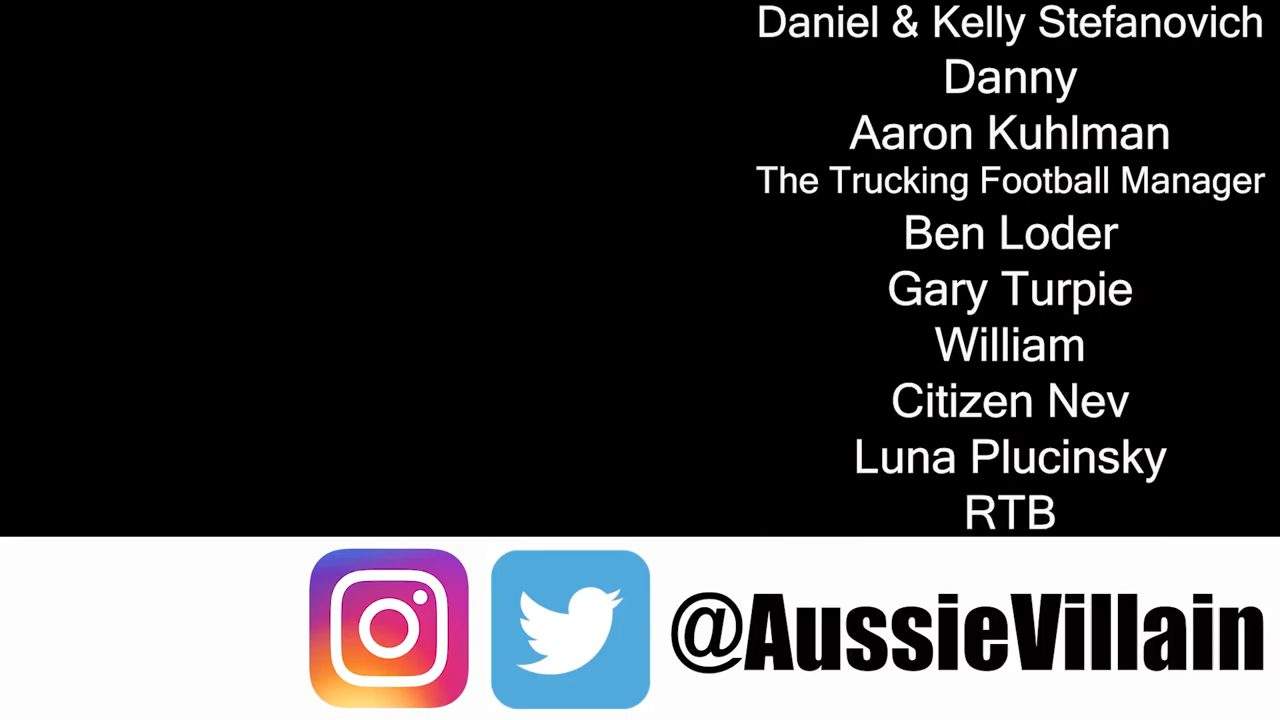 Daniel & Kelly Stefanovich
Danny
Aaron Kuhlman
The Trucking Football Manager
Ben Loder
Gary Turpie
William
Citizen Nev
Luna Plucinsky
RTB
@AussieVillain